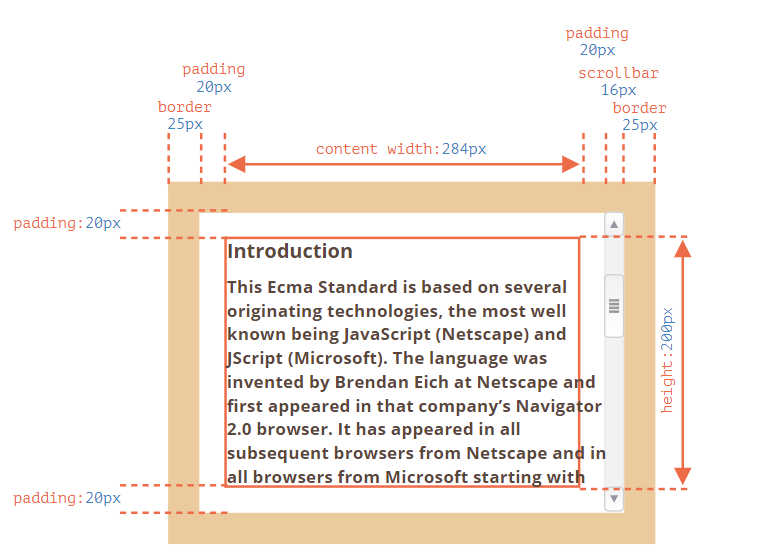 padding
20px
padding
20px
scrollbar
16px
border
25px
border
25px
content width:284px
padding:20px
Introduction
This Ecma Standard is based on several
originating technologies, the most well
known being JavaScript (Netscape) and
JScript (Microsoft). The language was
invented by Brendan Eich at Netscape and
first appeared in that company’s Navigator
2.0 browser. It has appeared in all
subsequent browsers from Netscape and in
all browsers from Microsoft starting with
height:200px
padding:20px